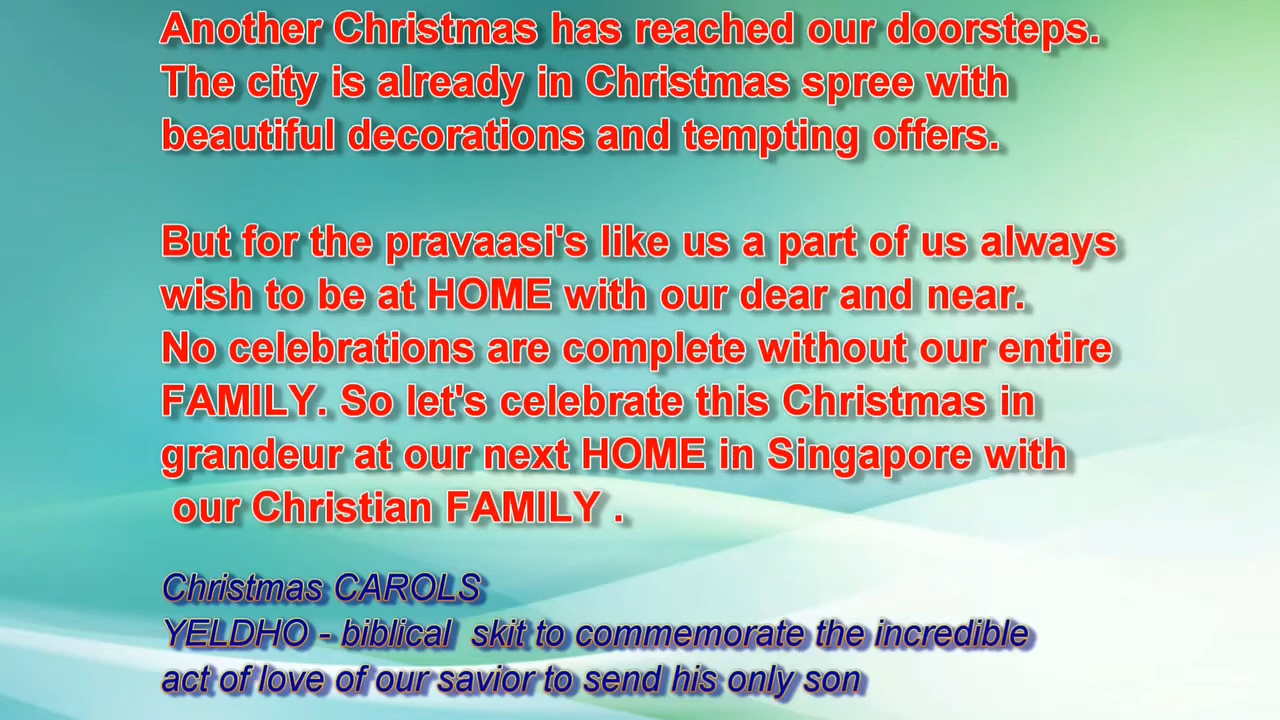 Another Christmas has reached our doorsteps.
The city is already in Christmas spree with
beautiful decorations and tempting offers.
But for the pravaasi's like us a part of us always
wish to be at HOME with our dear and near.
No celebrations are complete without our entire
FAMILY. So let's celebrate this Christmas in
grandeur at our next HOME in Singapore with
our Christian FAMILY .
Christmas CAROLS
YELDHO - biblical  skit to commemorate the incredible
act of love of our savior to send his only son